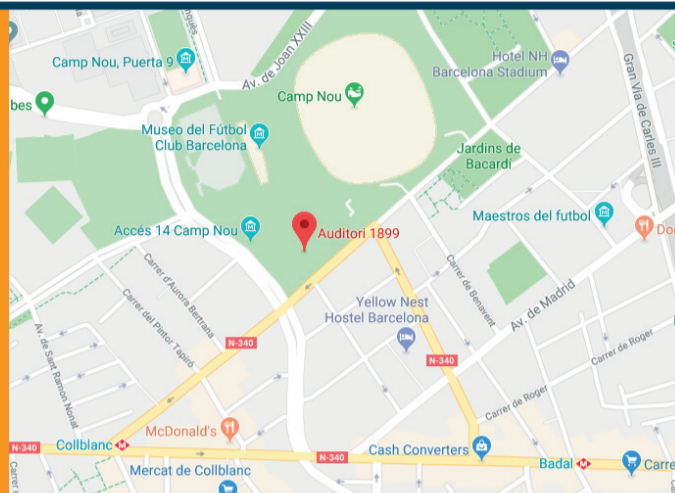 Camp Nou, Puerta 9
Av. de Joan XXIII
Hotel NH
Barcelona Stadium
Gran Via de Carles III
bes
Camp Nou
Museo del Fútbol
Club Barcelona
Jardins de
Bacardí
Accés 14 Camp Nou
Auditori 1899
Maestros del futbol
Dor
Carrer d'Aurora Bertrana
Carrer del Pintor Tapiró
Carrer de Benavent
Av. de Madrid
Yellow Nest
Hostel Barcelona
Av. de Sant Ramon Nonat
N-340
N-340
Carrer de Roger
Carrer de Roger
McDonald's
Collblanc
N-340
N-340
Cash Converters
Badal
Carre
Mercat de Collblanc